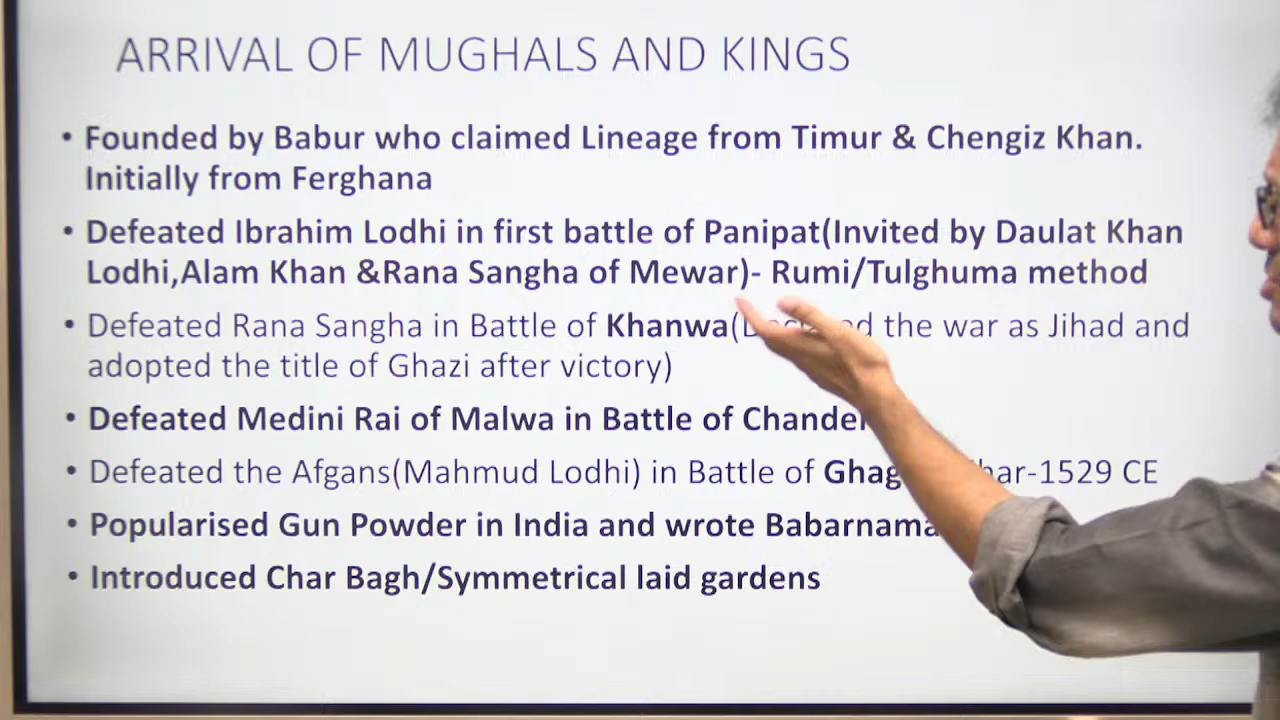 ARRIVAL OF MUGHALS AND KINGS
• Founded by Babur who claimed Lineage from Timur & Chengiz Khan.
Initially from Ferghana
• Defeated Ibrahim Lodhi in first battle of Panipat(Invited by Daulat Khan
Lodhi,Alam Khan &Rana Sangha of Mewar)- Rumi/Tulghuma method
• Defeated Rana Sangha in Battle of Khanwa( the war as Jihad and
adopted the title of Ghazi after victory)
• Defeated Medini Rai of Malwa in Battle of
• Defeated the Afgans(Mahmud Lodhi) in Battle of 1529 CE
• Popularised Gun Powder in India and wrote Babarnama
• Introduced Char Bagh/Symmetrical laid gardens